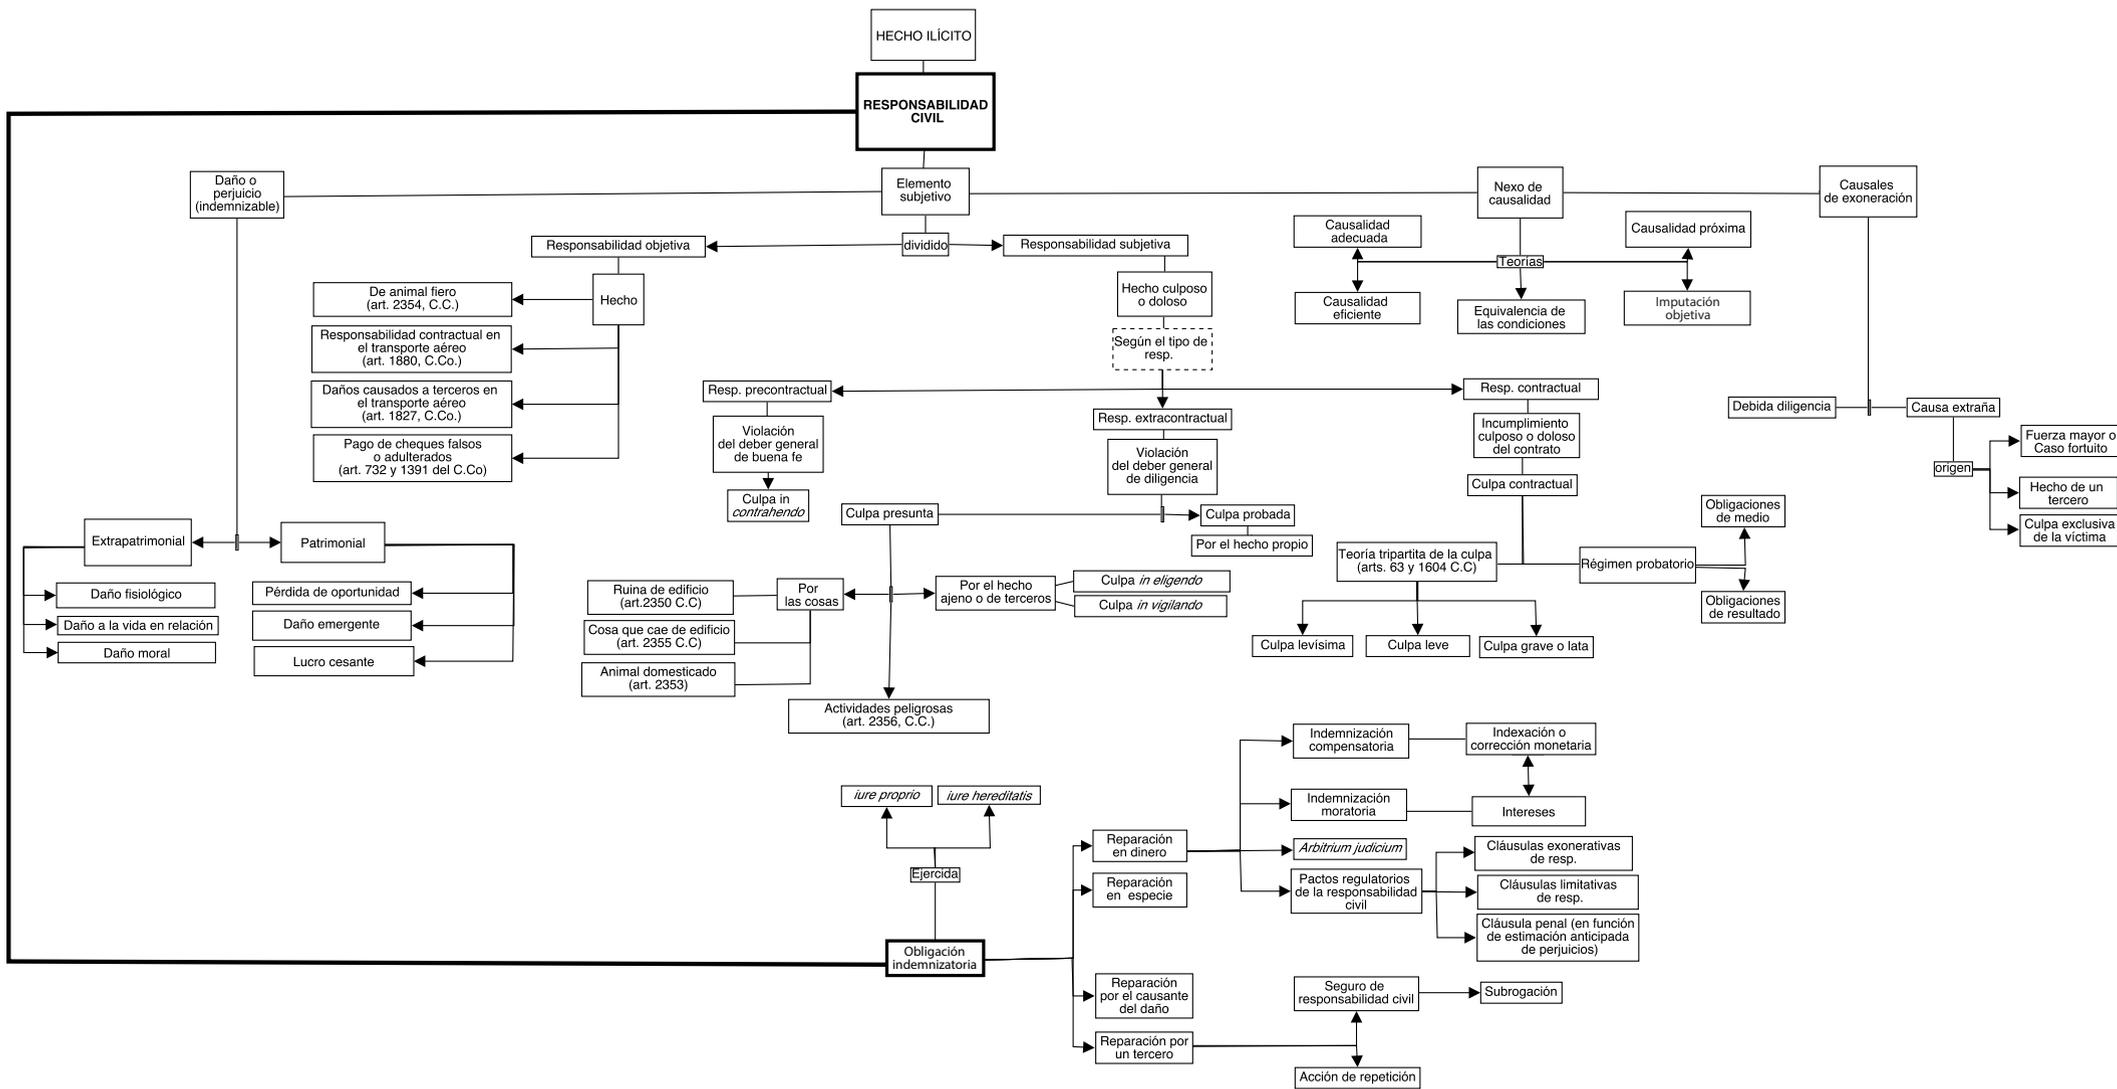 HECHO ILÍCITO
RESPONSABILIDAD
CIVIL
Daño o
perjuicio
(indemnizable)
Elemento
subjetivo
Nexo de
causalidad
Causales
de exoneración
dividido
Responsabilidad objetiva
Responsabilidad subjetiva
Hecho
De animal fiero
(art. 2354, C.C.)
Responsabilidad contractual en
el transporte aéreo
(art. 1880, C.Co.)
Daños causados a terceros en
el transporte aéreo
(art. 1827, C.Co.)
Pago de cheques falsos
o adulterados
(art. 732 y 1391 del C.Co)
Hecho culposo
o doloso
Según el tipo de
resp.
Causalidad
adecuada
Causalidad próxima
Teorías
Causalidad
eficiente
Equivalencia de
las condiciones
Imputación
objetiva
Resp. precontractual
Resp. extracontractual
Resp. contractual
Violación
del deber general
de buena fe
Culpa in
contrahendo
Violación
del deber general
de diligencia
Culpa presunta
Culpa probada
Por el hecho propio
Incumplimiento
culposo o doloso
del contrato
Culpa contractual
Debida diligencia
Causa extraña
origen
Fuerza mayor o
Caso fortuito
Hecho de un
tercero
Culpa exclusiva
de la víctima
Extrapatrimonial
Patrimonial
Daño fisiológico
Daño a la vida en relación
Daño moral
Pérdida de oportunidad
Daño emergente
Lucro cesante
Ruina de edificio
(art.2350 C.C)
Cosa que cae de edificio
(art. 2355 C.C)
Animal domesticado
(art. 2353)
Por
las cosas
Por el hecho
ajeno o de terceros
Culpa in eligendo
Culpa in vigilando
Actividades peligrosas
(art. 2356, C.C.)
Teoría tripartita de la culpa
(arts. 63 y 1604 C.C)
Régimen probatorio
Obligaciones
de medio
Obligaciones
de resultado
Culpa levísima
Culpa leve
Culpa grave o lata
iure proprio
iure hereditatis
Ejercida
Obligación
indemnizatoria
Reparación
en dinero
Reparación
en especie
Reparación
por el causante
del daño
Reparación por
un tercero
Indemnización
compensatoria
Indexación o
corrección monetaria
Indemnización
moratoria
Intereses
Arbitrium judicium
Pactos regulatorios
de la responsabilidad
civil
Cláusulas exonerativas
de resp.
Cláusulas limitativas
de resp.
Cláusula penal (en función
de estimación anticipada
de perjuicios)
Seguro de
responsabilidad civil
Subrogación
Acción de repetición